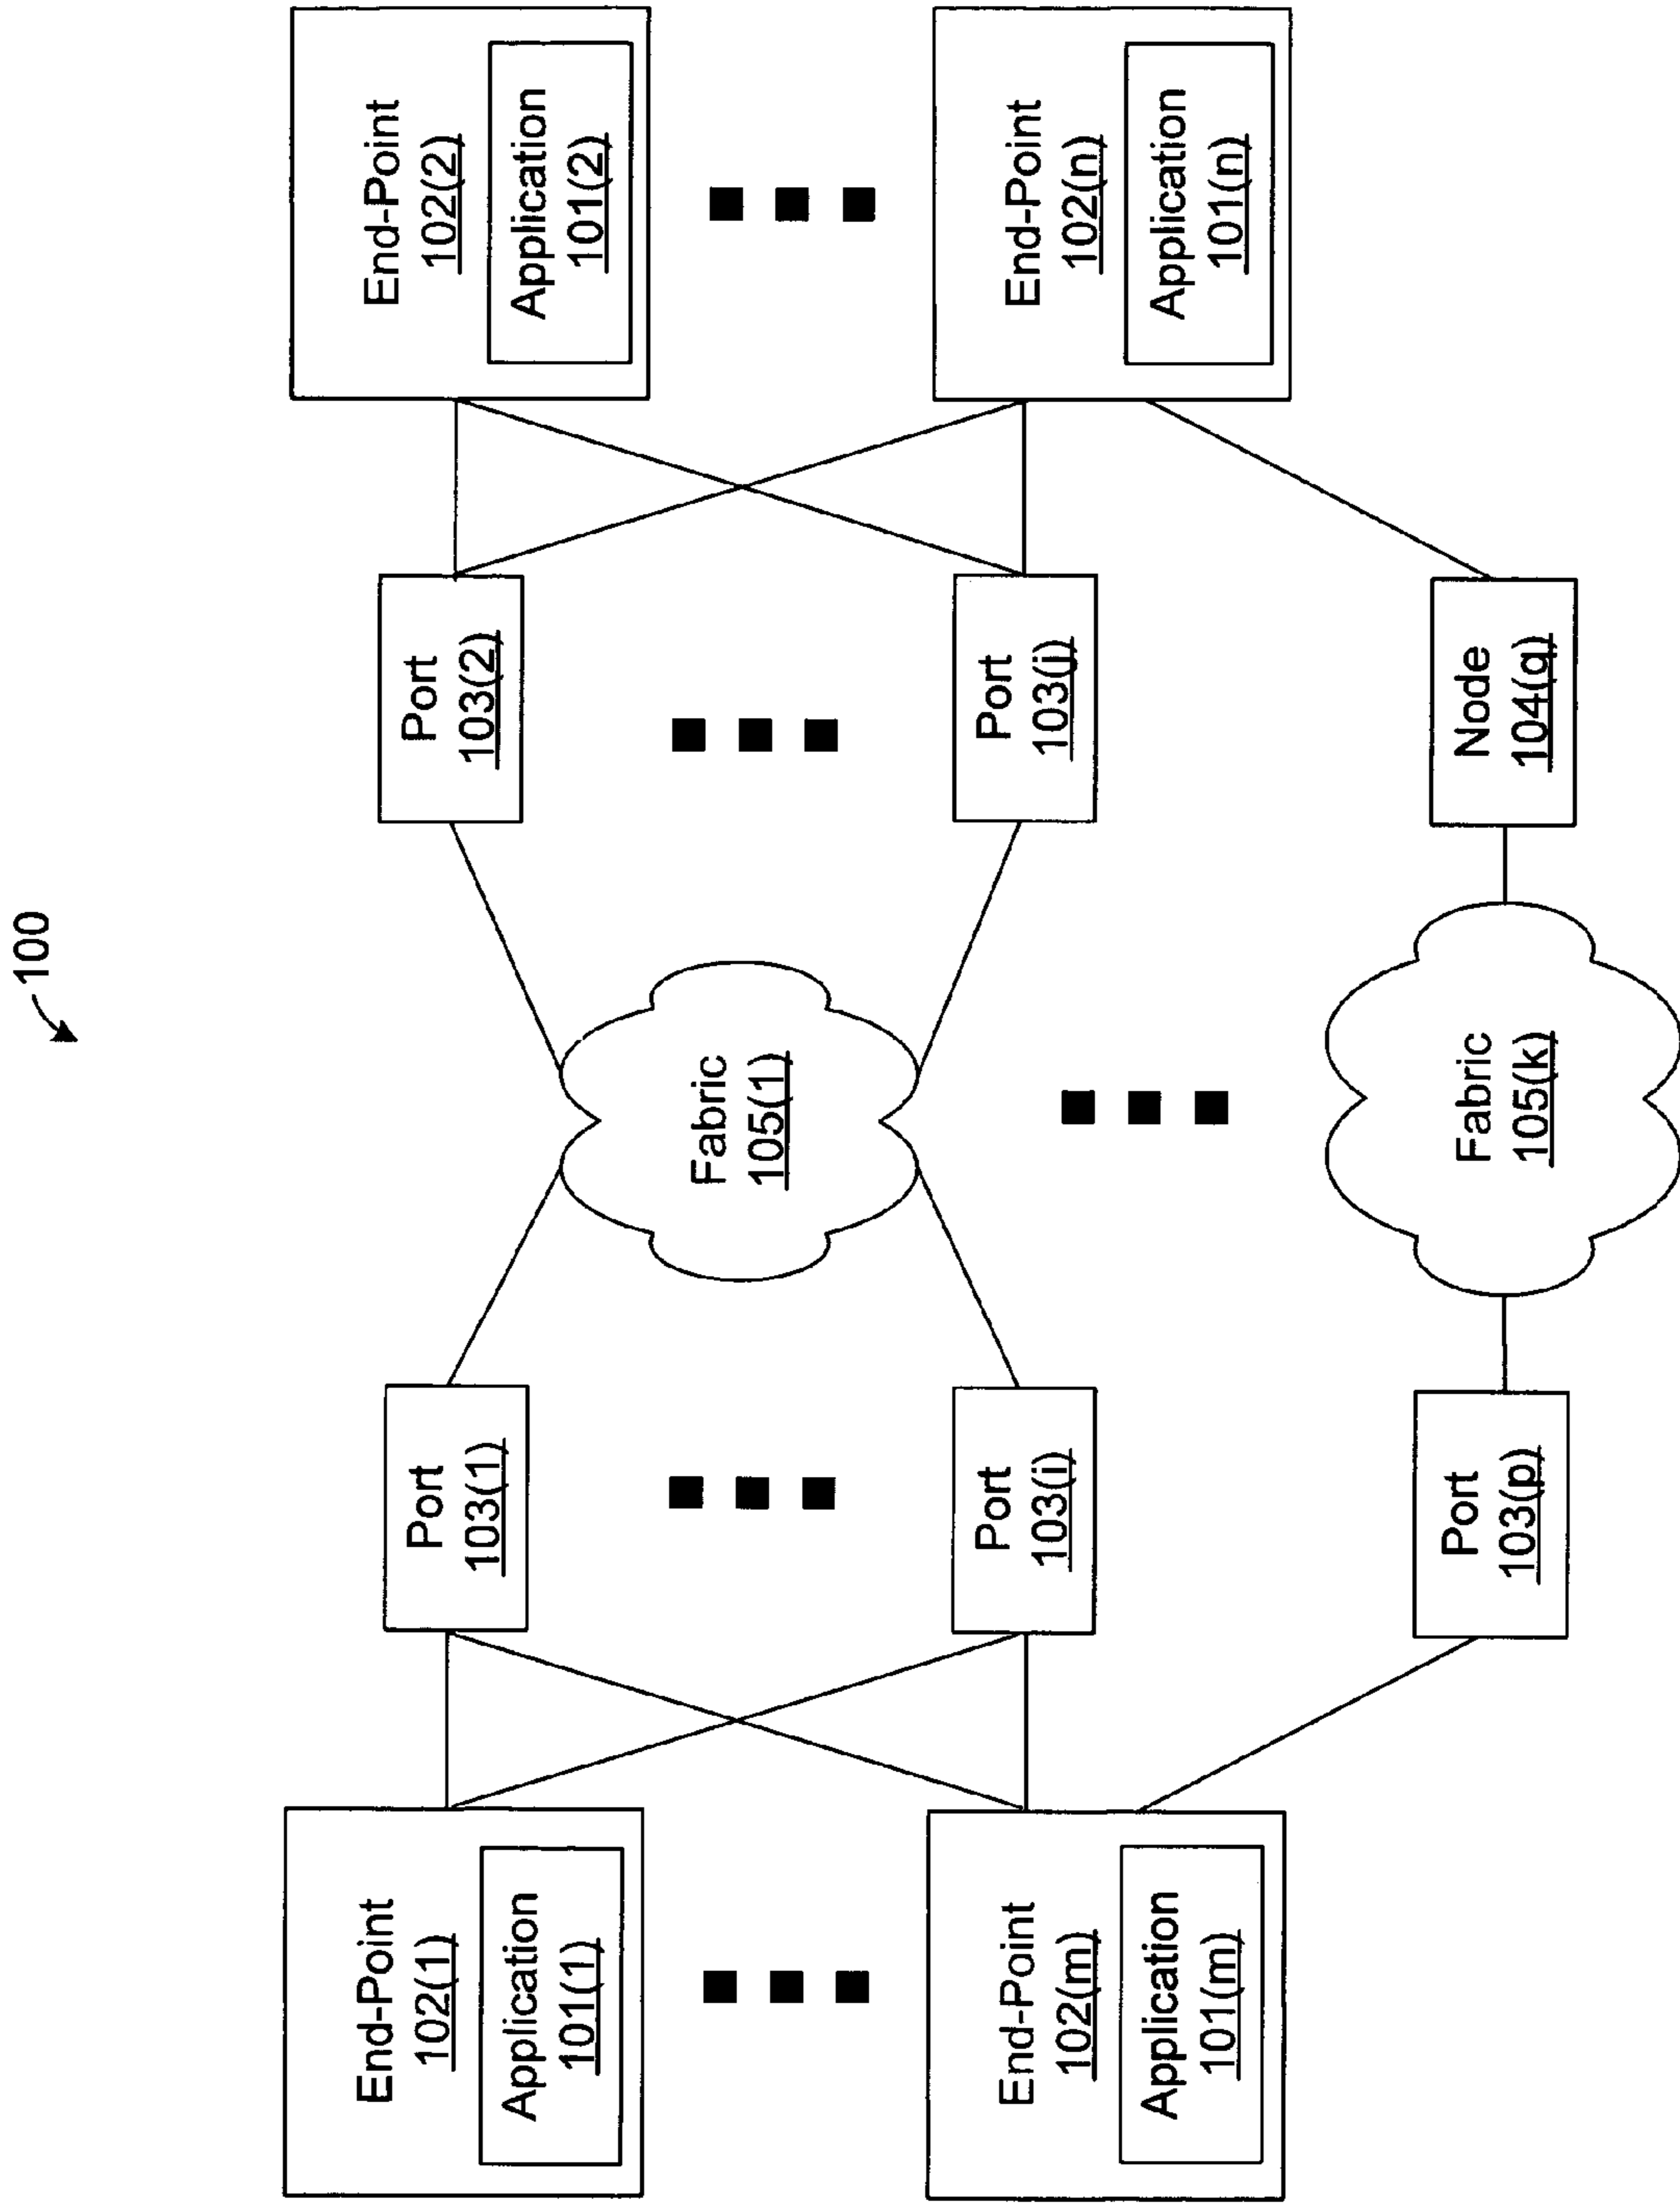 100
End-Point
102(1)
Application
101(1)
Port
103(1)
Fabric
105(1)
Port
103(2)
End-Point
102(2)
Application
101(2)
End-Point
102(m)
Application
101(m)
Port
103(i)
Port
103(j)
End-Point
102(n)
Application
101(n)
Port
103(p)
Fabric
105(k)
Node
104(q)